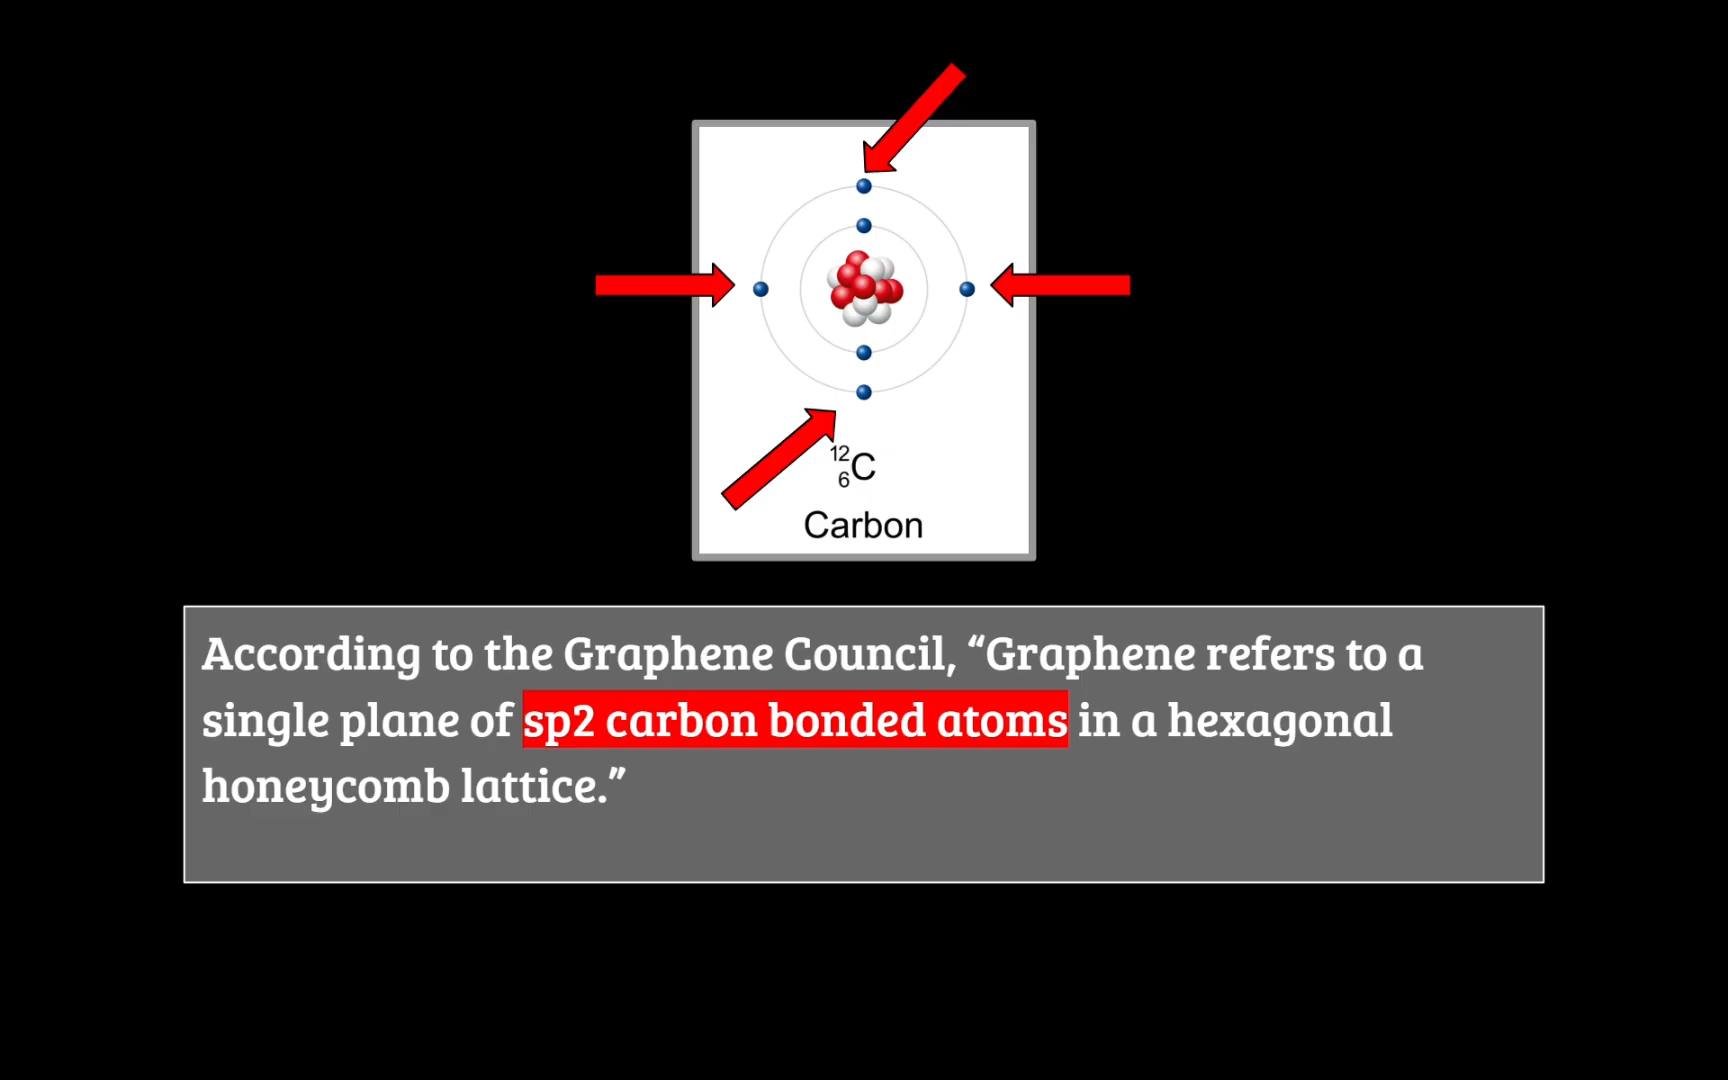 12
6C
Carbon
According to the Graphene Council, “Graphene refers to a
single plane of sp2 carbon bonded atoms in a hexagonal
honeycomb lattice.”